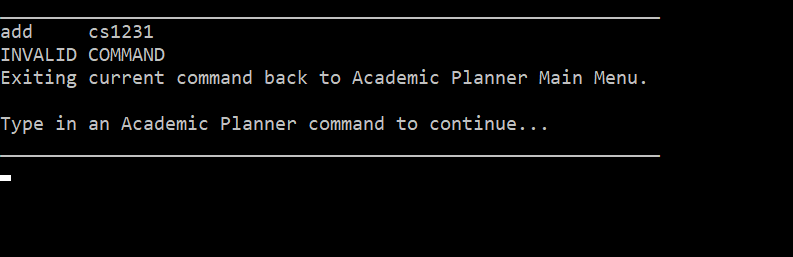 add     cs1231
INVALID COMMAND
Exiting current command back to Academic Planner Main Menu.
Type in an Academic Planner command to continue...